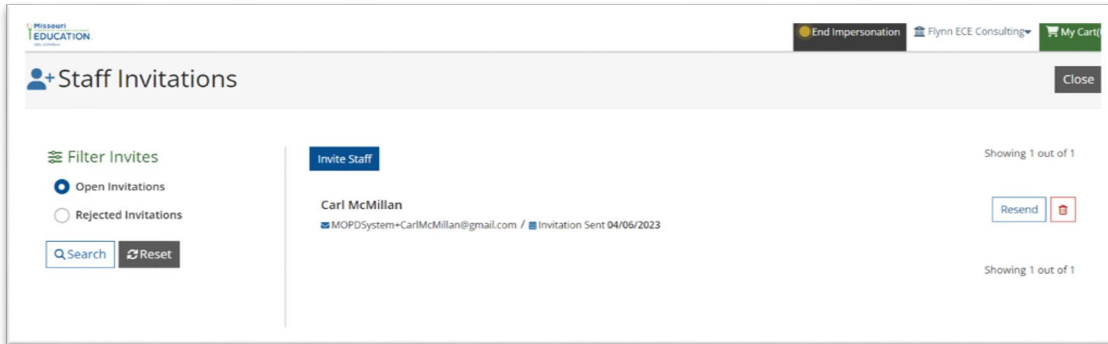 Missouri
EDUCATION.
End Impersonation
Flynn ECE Consulting
My Cart(
Staff Invitations
Close
Filter Invites
Open Invitations
Rejected Invitations
Search
Reset
Invite Staff
Showing 1 out of 1
Carl McMillan
MOPDSystem+CarlMcMillan@gmail.com / Invitation Sent 04/06/2023
Resend
Showing 1 out of 1